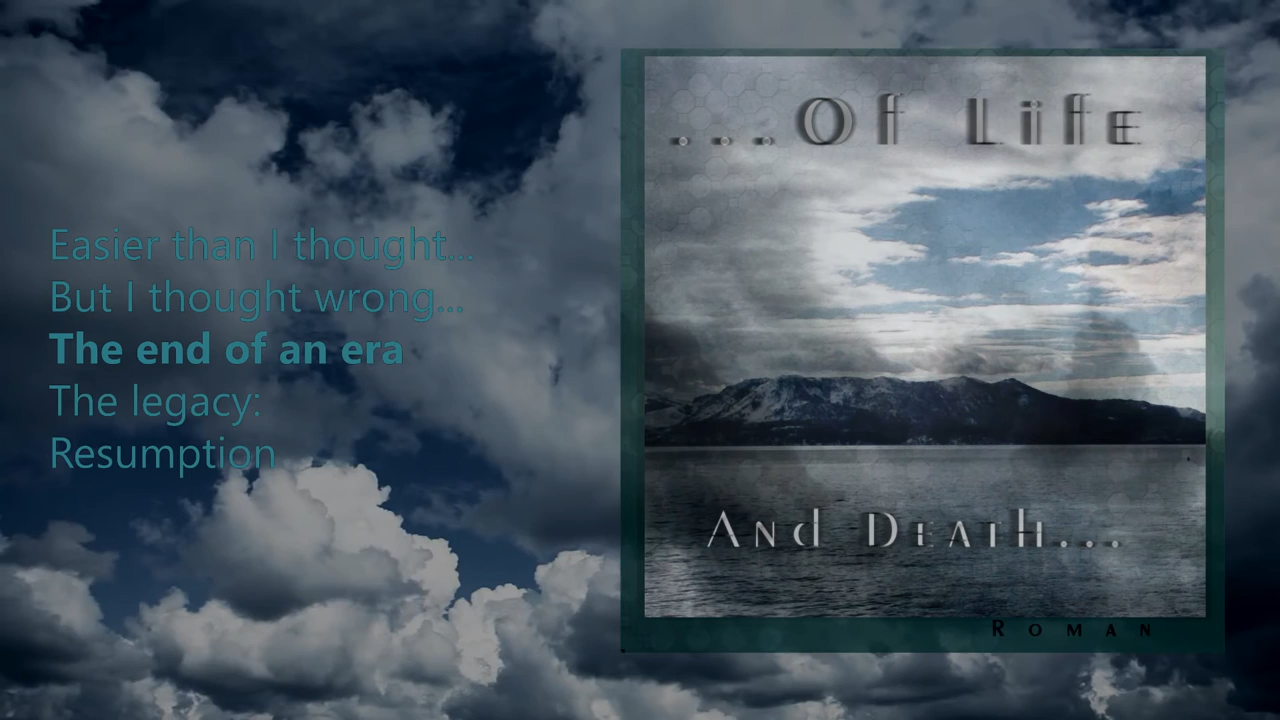 Easier than I thought...
But I thought wrong...
The end of an era
The legacy:
Resumption
...Of Life
And Death...
Roman